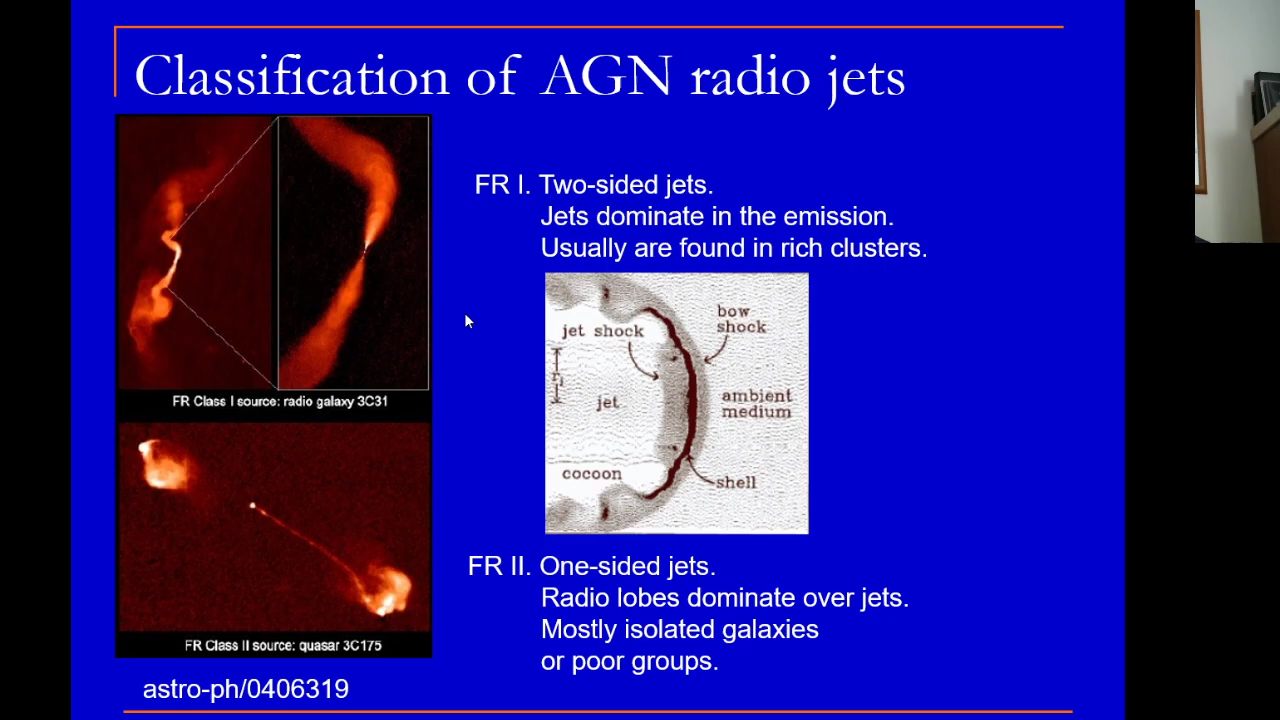 Classification of AGN radio jets
FR Class I source: radio galaxy 3C31
FR Class II source: quasar 3C175
astro-ph/0406319
FR I. Two-sided jets.
Jets dominate in the emission.
Usually are found in rich clusters.
bow
shock
jet shock
rj
jet
ambient
medium
cocoon
shell
FR II. One-sided jets.
Radio lobes dominate over jets.
Mostly isolated galaxies
or poor groups.